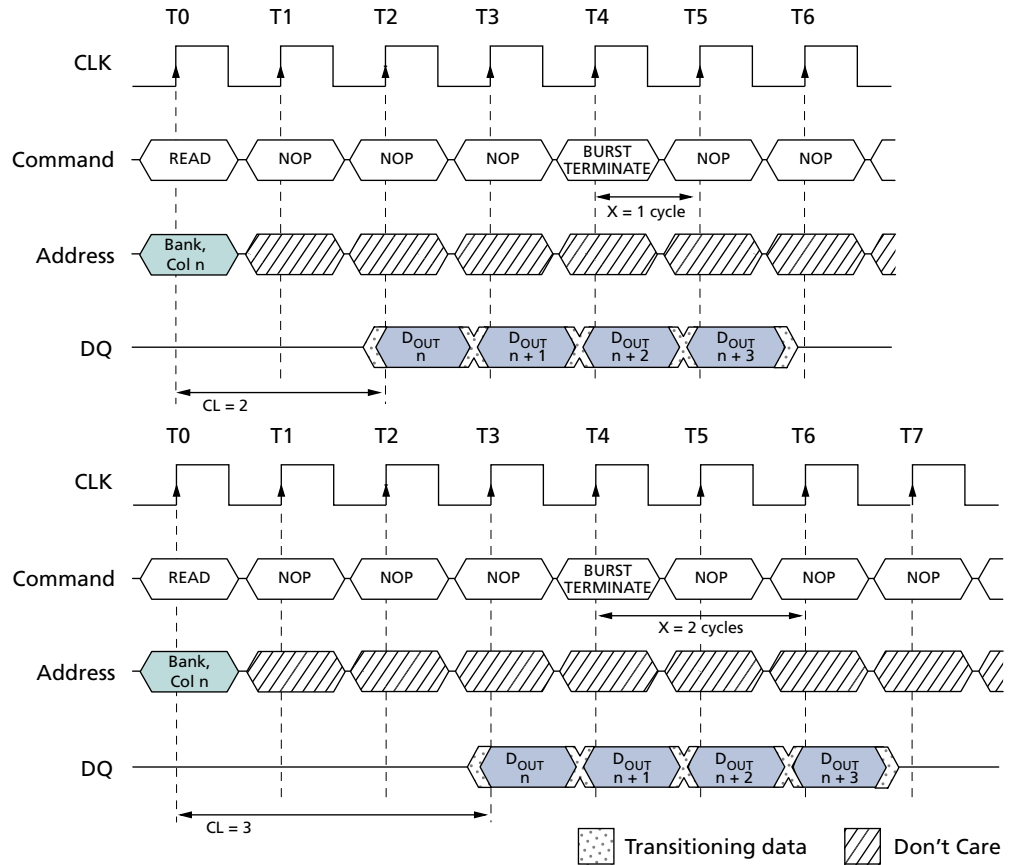 T0 T1 T2 T3 T4 T5 T6
CLK
Command READ NOP NOP NOP BURST TERMINATE NOP NOP
X = 1 cycle
Address Bank, Col n
DQ DOUT n DOUT n + 1 DOUT n + 2 DOUT n + 3
CL = 2
T0 T1 T2 T3 T4 T5 T6 T7
CLK
Command READ NOP NOP NOP BURST TERMINATE NOP NOP NOP
X = 2 cycles
Address Bank, Col n
DQ DOUT n DOUT n + 1 DOUT n + 2 DOUT n + 3
CL = 3
Transitioning data Don't Care